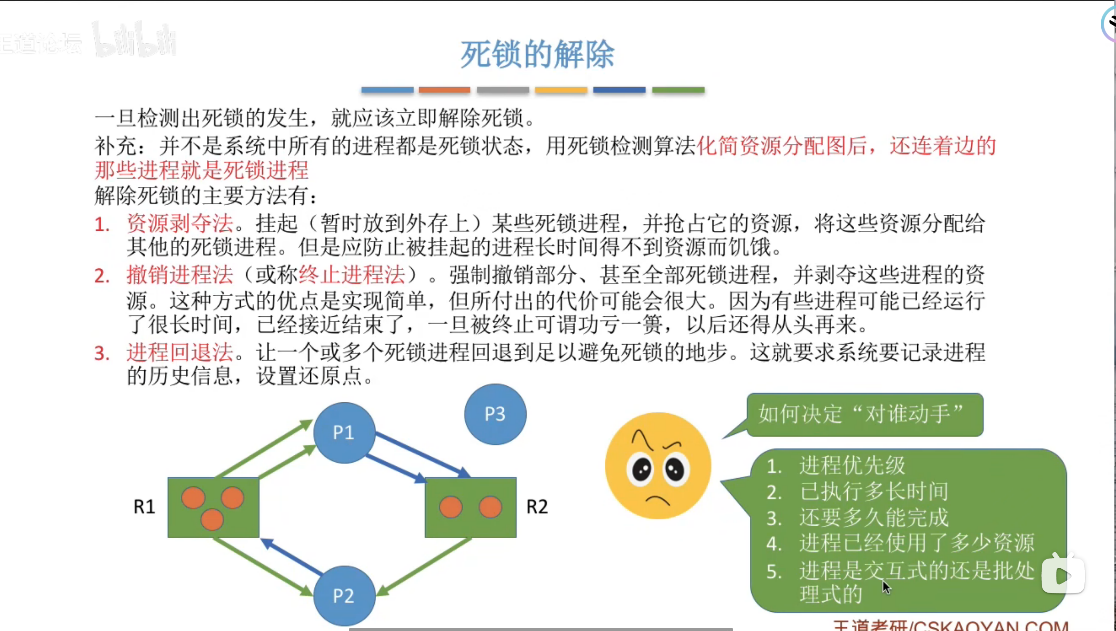 死锁的解除
一旦检测出死锁的发生，就应该立即解除死锁。
补充：并不是系统中所有的进程都是死锁状态，用死锁检测算法化简资源分配图后，还连着边的
那些进程就是死锁进程
解除死锁的主要方法有：
1. 资源剥夺法。挂起（暂时放到外存上）某些死锁进程，并抢占它的资源，将这些资源分配给
其他的死锁进程。但是应防止被挂起的进程长时间得不到资源而饥饿。
2. 撤销进程法（或称终止进程法）。强制撤销部分、甚至全部死锁进程，并剥夺这些进程的资
源。这种方式的优点是实现简单，但所付出的代价可能会很大。因为有些进程可能已经运行
了很长时间，已经接近结束了，一旦被终止可谓功亏一篑，以后还得从头再来。
3. 进程回退法。让一个或多个死锁进程回退到足以避免死锁的地步。这就要求系统要记录进程
的历史信息，设置还原点。
P1
P3
R1
R2
P2
如何决定“对谁动手”
1. 进程优先级
2. 已执行多长时间
3. 还要多久能完成
4. 进程已经使用了多少资源
5. 进程是交互式的还是批处
理式的
王道考研/CSKAOYAN.COM